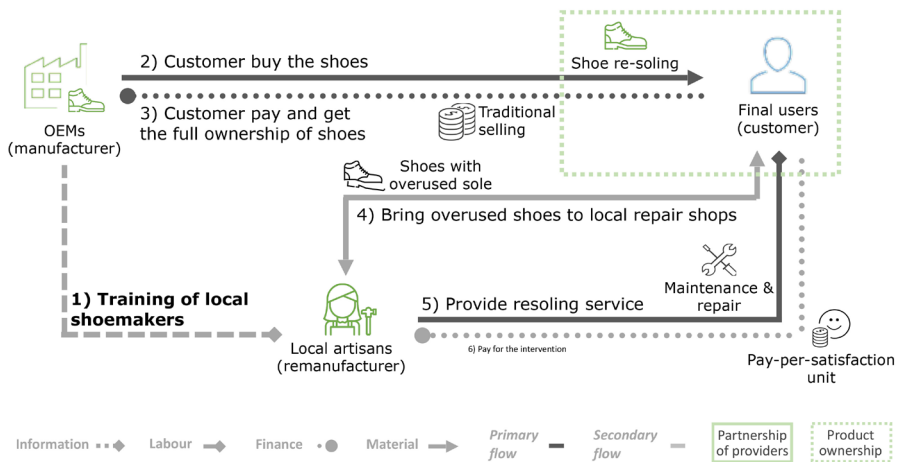 2) Customer buy the shoes
Shoe re-soling
3) Customer pay and get
the full ownership of shoes
Traditional
selling
OEMs
(manufacturer)
Final users
(customer)
Shoes with
overused sole
4) Bring overused shoes to local repair shops
1) Training of local
shoemakers
5) Provide resoling service
Maintenance &
repair
6) Pay for the intervention
Local artisans
(remanufacturer)
Pay-per-satisfaction
unit
Information
Labour
Finance
Material
Primary
flow
Secondary
flow
Partnership
of providers
Product
ownership